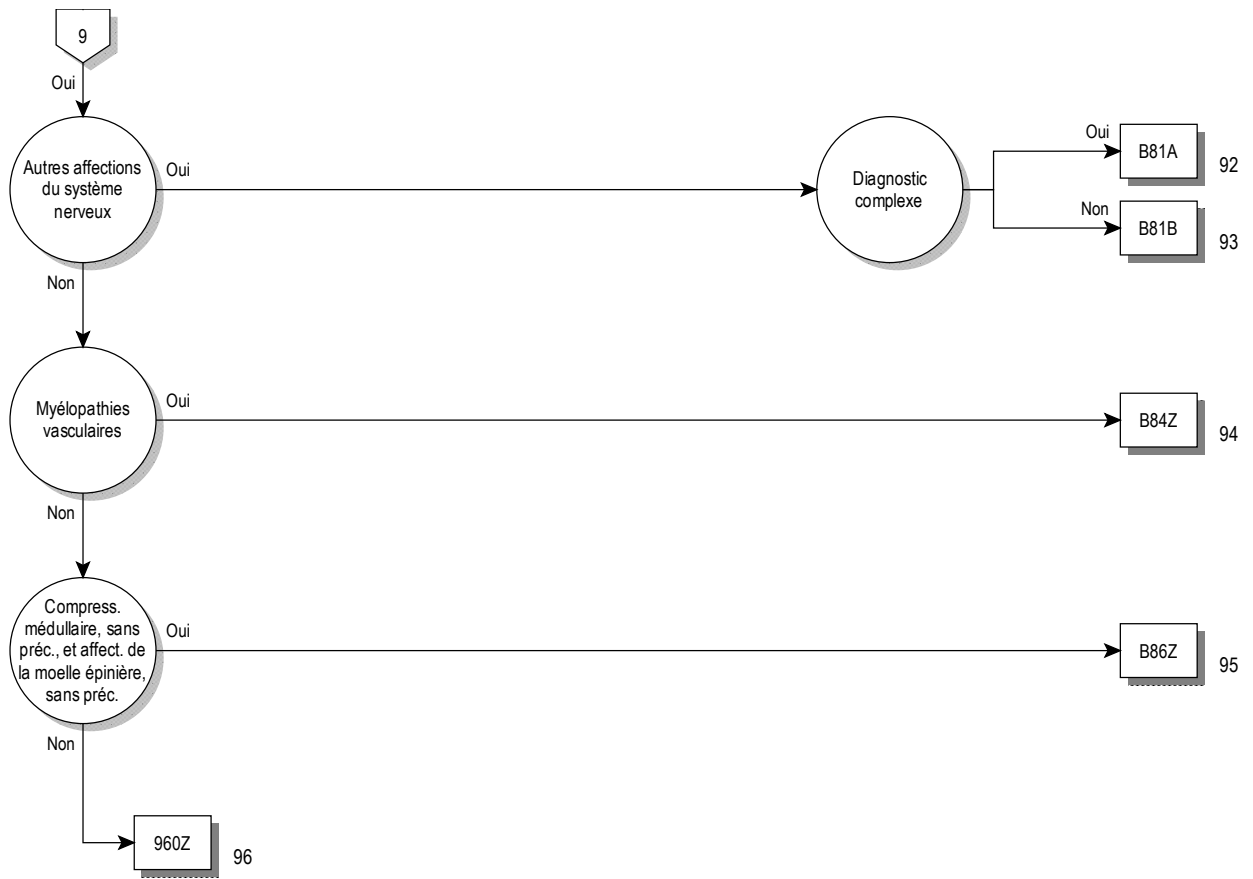 9
Oui
Autres affections
du système
nerveux
Oui
Diagnostic
complexe
Oui
B81A
92
Non
B81B
93
Non
Myélopathies
vasculaires
Oui
B84Z
94
Non
Compress.
médullaire, sans
préc., et affect. de
la moelle épinière,
sans préc.
Oui
B86Z
95
Non
960Z
96